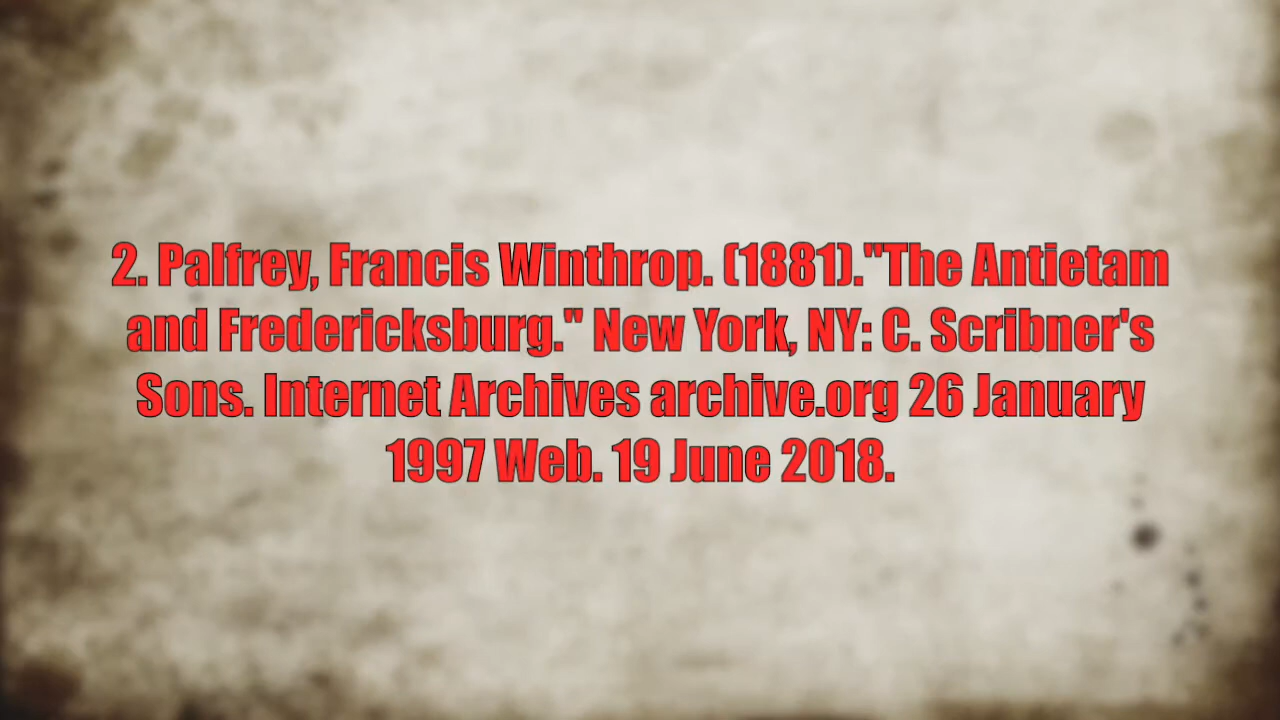 2. Palfrey, Francis Winthrop. (1881)."The Antietam
and Fredericksburg." New York, NY: C. Scribner's
Sons. Internet Archives archive.org 26 January
1997 Web. 19 June 2018.